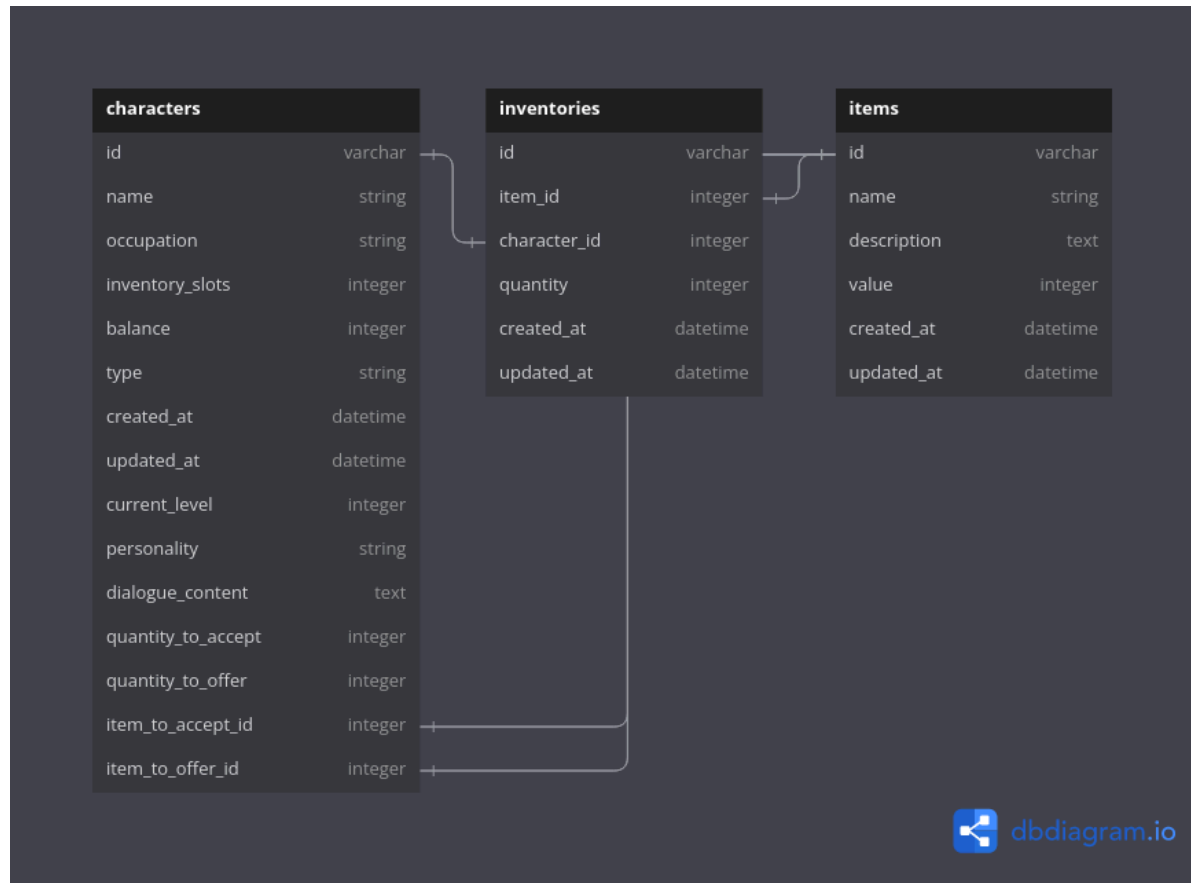 characters
id varchar
name string
occupation string
inventory_slots integer
balance integer
type string
created_at datetime
updated_at datetime
current_level integer
personality string
dialogue_content text
quantity_to_accept integer
quantity_to_offer integer
item_to_accept_id integer
item_to_offer_id integer
inventories
id varchar
item_id integer
character_id integer
quantity integer
created_at datetime
updated_at datetime
items
id varchar
name string
description text
value integer
created_at datetime
updated_at datetime
dbdiagram.io